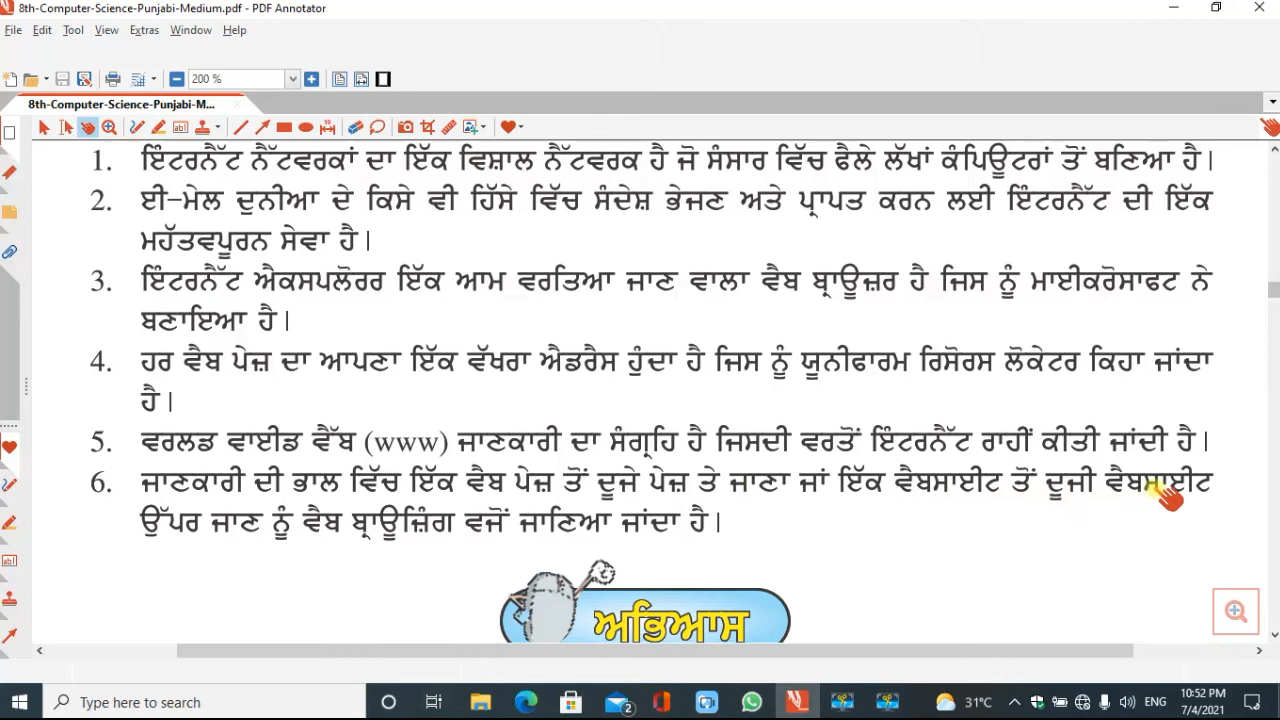 8th-Computer-Science-Punjabi-Medium.pdf - PDF Annotator
File Edit Tool View Extras Window Help
200 %
8th-Computer-Science-Punjabi-M...
1. ਇੰਟਰਨੈੱਟ ਨੈੱਟਵਰਕਾਂ ਦਾ ਇੱਕ ਵਿਸ਼ਾਲ ਨੈੱਟਵਰਕ ਹੈ ਜੋ ਸੰਸਾਰ ਵਿੱਚ ਫੈਲੇ ਲੱਖਾਂ ਕੰਪਿਊਟਰਾਂ ਤੋਂ ਬਣਿਆ ਹੈ।
2. ਈ-ਮੇਲ ਦੁਨੀਆ ਦੇ ਕਿਸੇ ਵੀ ਹਿੱਸੇ ਵਿੱਚ ਸੰਦੇਸ਼ ਭੇਜਣ ਅਤੇ ਪ੍ਰਾਪਤ ਕਰਨ ਲਈ ਇੰਟਰਨੈੱਟ ਦੀ ਇੱਕ
ਮਹੱਤਵਪੂਰਨ ਸੇਵਾ ਹੈ।
3. ਇੰਟਰਨੈੱਟ ਐਕਸਪਲੋਰਰ ਇੱਕ ਆਮ ਵਰਤਿਆ ਜਾਣ ਵਾਲਾ ਵੈਬ ਬ੍ਰਾਊਜ਼ਰ ਹੈ ਜਿਸ ਨੂੰ ਮਾਈਕਰੋਸਾਫਟ ਨੇ
ਬਣਾਇਆ ਹੈ।
4. ਹਰ ਵੈਬ ਪੇਜ਼ ਦਾ ਆਪਣਾ ਇੱਕ ਵੱਖਰਾ ਐਡਰੈਸ ਹੁੰਦਾ ਹੈ ਜਿਸ ਨੂੰ ਯੂਨੀਫਾਰਮ ਰਿਸੋਰਸ ਲੋਕੇਟਰ ਕਿਹਾ ਜਾਂਦਾ
ਹੈ।
5. ਵਰਲਡ ਵਾਈਡ ਵੈੱਬ (www) ਜਾਣਕਾਰੀ ਦਾ ਸੰਗ੍ਰਹਿ ਹੈ ਜਿਸਦੀ ਵਰਤੋਂ ਇੰਟਰਨੈੱਟ ਰਾਹੀਂ ਕੀਤੀ ਜਾਂਦੀ ਹੈ।
6. ਜਾਣਕਾਰੀ ਦੀ ਭਾਲ ਵਿੱਚ ਇੱਕ ਵੈਬ ਪੇਜ਼ ਤੋਂ ਦੂਜੇ ਪੇਜ਼ ਤੇ ਜਾਣਾ ਜਾਂ ਇੱਕ ਵੈਬਸਾਈਟ ਤੋਂ ਦੂਜੀ ਵੈਬਸਾਈਟ
ਉੱਪਰ ਜਾਣ ਨੂੰ ਵੈਬ ਬ੍ਰਾਊਜ਼ਿੰਗ ਵਜੋਂ ਜਾਣਿਆ ਜਾਂਦਾ ਹੈ।
ਅਭਿਆਸ
Type here to search
2
31°C ENG
10:52 PM
7/4/2021